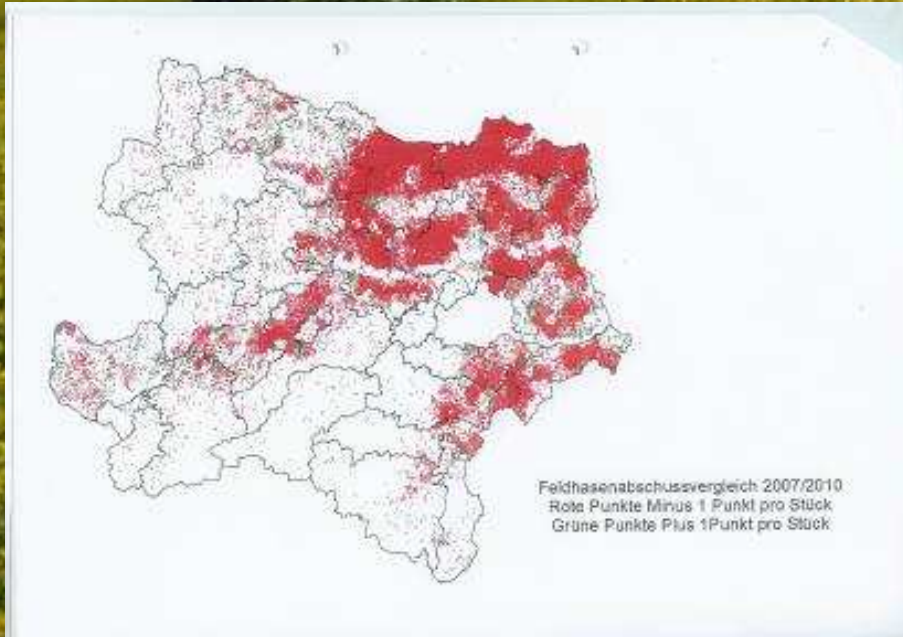 Feldhasenabschussvergleich 2007/2010
Rote Punkte Minus 1 Punkt pro Stück
Grüne Punkte Plus 1Punkt pro Stück